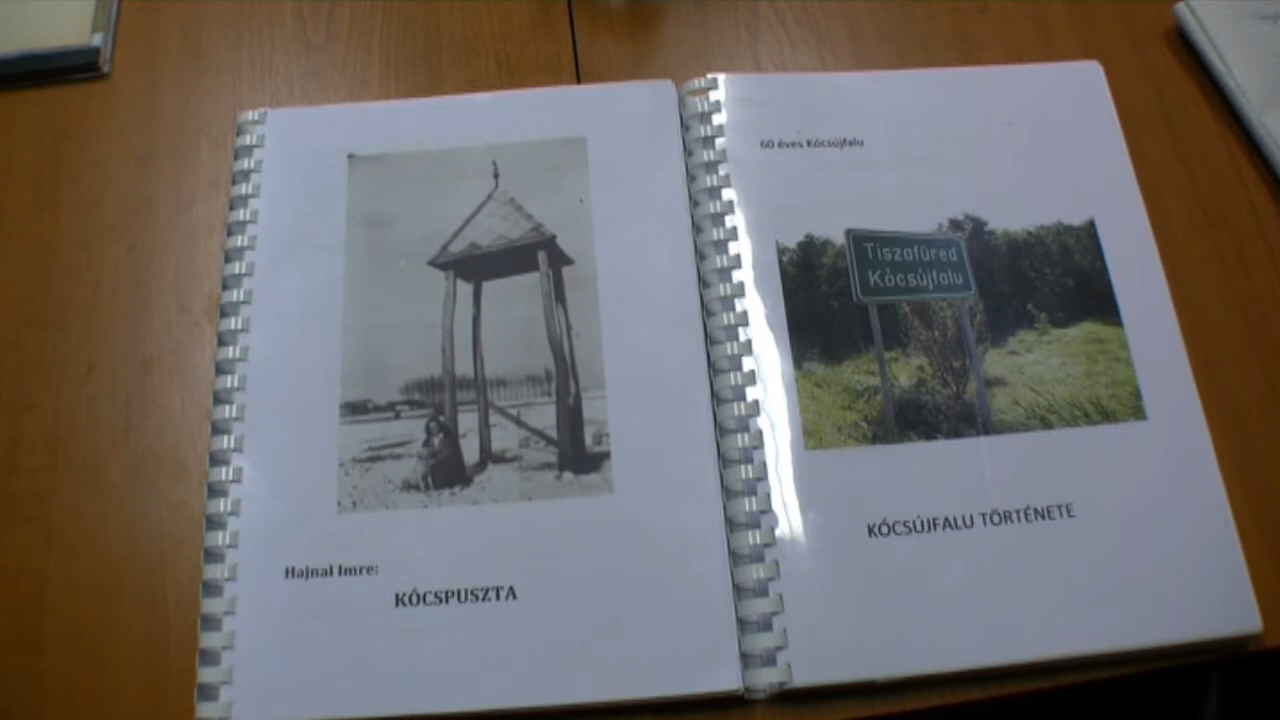 Hajnal Imre:
KÓCSPUSZTA
60 éves Kócsújfalu
Tiszafüred
Kócsújfalu
KÓCSÚJFALU TÖRTÉNETE